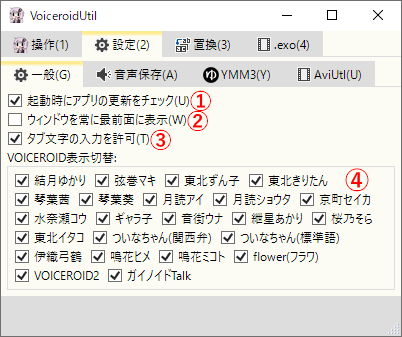 VoiceroidUtil
操作(1) 設定(2) 置換(3) .exo(4)
一般(G) 音声保存(A) ゆ YMM3(Y) AviUtl(U)
起動時にアプリの更新をチェック(U) ①
ウィンドウを常に最前面に表示(W) ②
タブ文字の入力を許可(T) ③
VOICEROID表示切替:
結月ゆかり 弦巻マキ 東北ずん子 東北きりたん ④
琴葉茜 琴葉葵 月読アイ 月読ショウタ 京町セイカ
水奈瀬コウ ギャラ子 音街ウナ 紲星あかり 桜乃そら
東北イタコ ついなちゃん(関西弁) ついなちゃん(標準語)
伊織弓鶴 鳴花ヒメ 鳴花ミコト flower(フラワ)
VOICEROID2 ガイノイドTalk